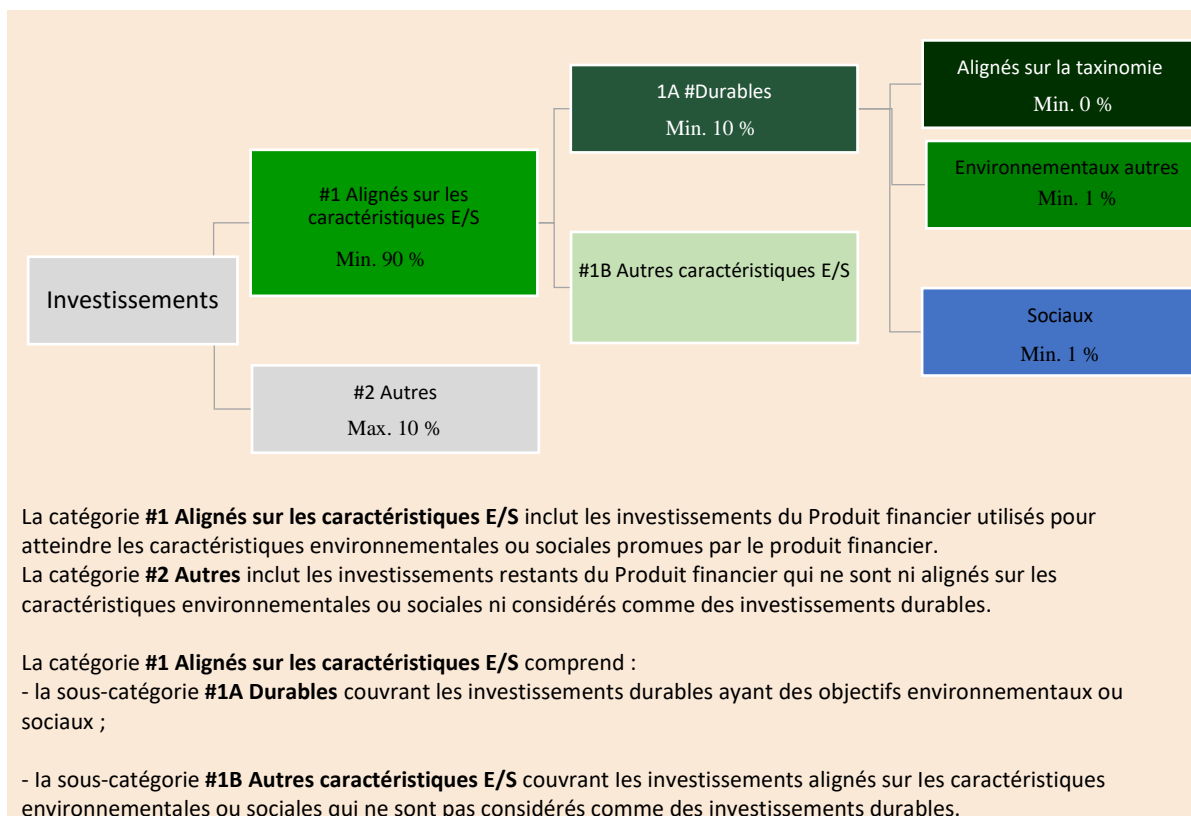 Investissements
#1 Alignés sur les
caractéristiques E/S
Min. 90 %
#2 Autres
Max. 10 %
1A #Durables
Min. 10 %
#1B Autres caractéristiques E/S
Alignés sur la taxinomie
Min. 0 %
Environnementaux autres
Min. 1 %
Sociaux
Min. 1 %
La catégorie #1 Alignés sur les caractéristiques E/S inclut les investissements du Produit financier utilisés pour
atteindre les caractéristiques environnementales ou sociales promues par le produit financier.
La catégorie #2 Autres inclut les investissements restants du Produit financier qui ne sont ni alignés sur les
caractéristiques environnementales ou sociales ni considérés comme des investissements durables.
La catégorie #1 Alignés sur les caractéristiques E/S comprend :
- la sous-catégorie #1A Durables couvrant les investissements durables ayant des objectifs environnementaux ou
sociaux ;
- la sous-catégorie #1B Autres caractéristiques E/S couvrant les investissements alignés sur les caractéristiques
environnementales ou sociales qui ne sont pas considérés comme des investissements durables.